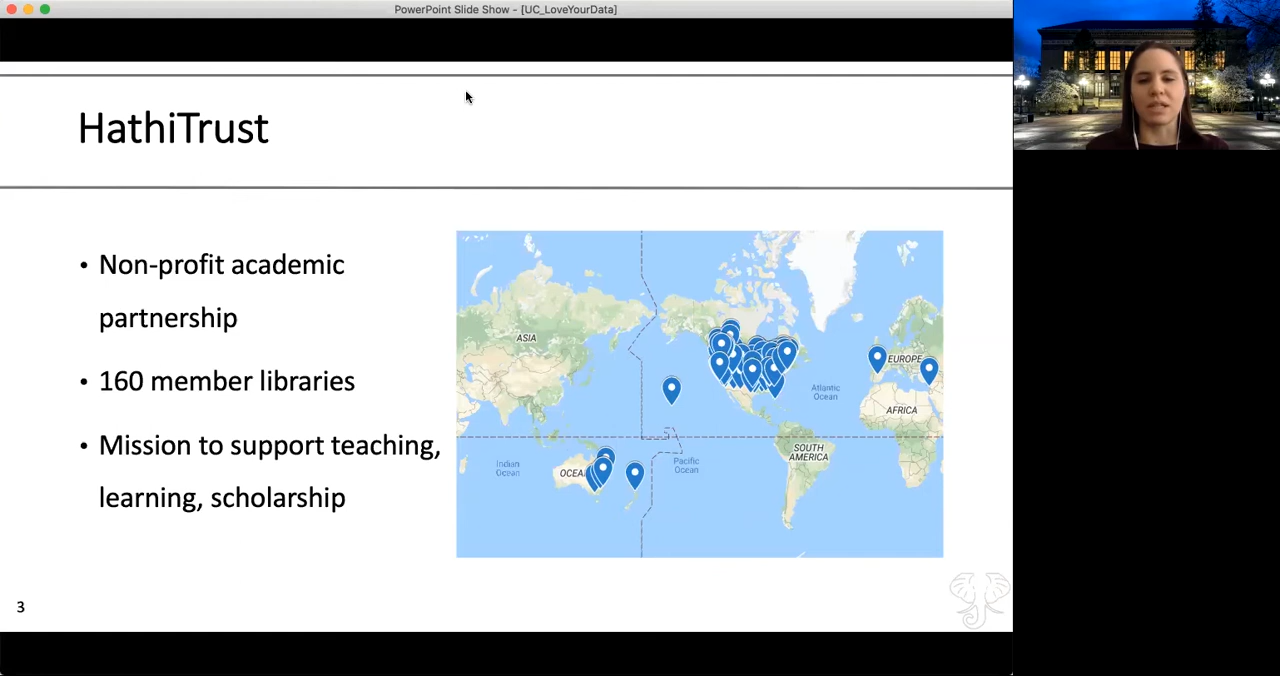 PowerPoint Slide Show - [UC_LoveYourData]
HathiTrust
• Non-profit academic
partnership
• 160 member libraries
• Mission to support teaching,
learning, scholarship
ASIA
EUROPE
Atlantic
Ocean
AFRICA
SOUTH
AMERICA
Indian
Ocean
OCEA
Pacific
Ocean
3